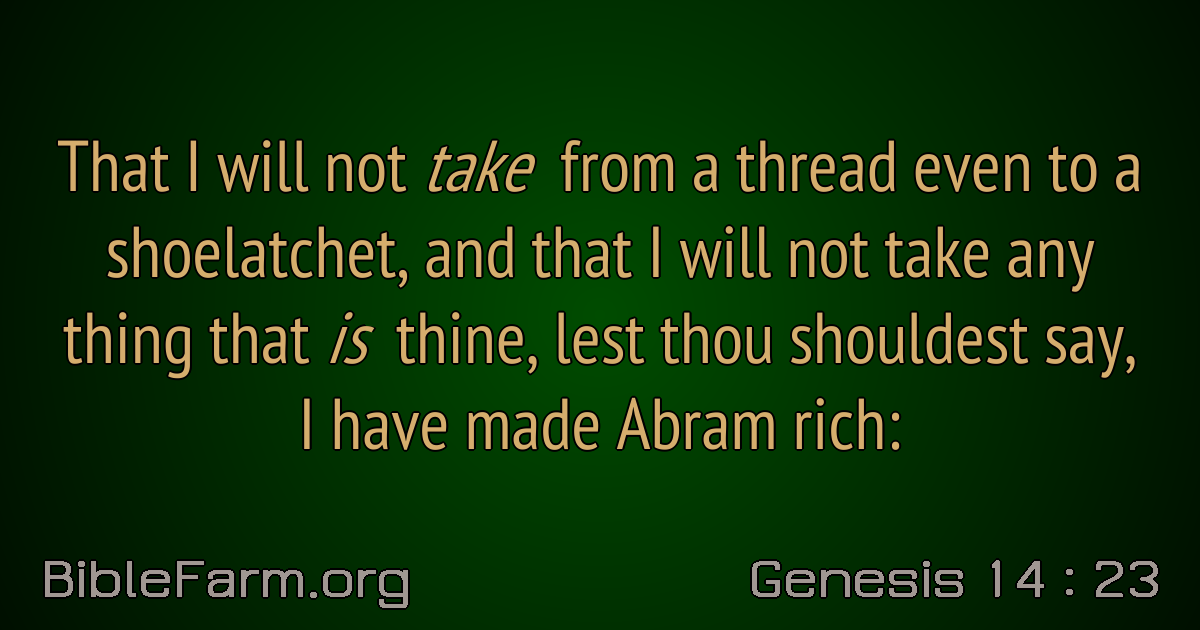 That I will not take from a thread even to a
shoelatchet, and that I will not take any
thing that is thine, lest thou shouldest say,
I have made Abram rich:
BibleFarm.org
Genesis 14 : 23